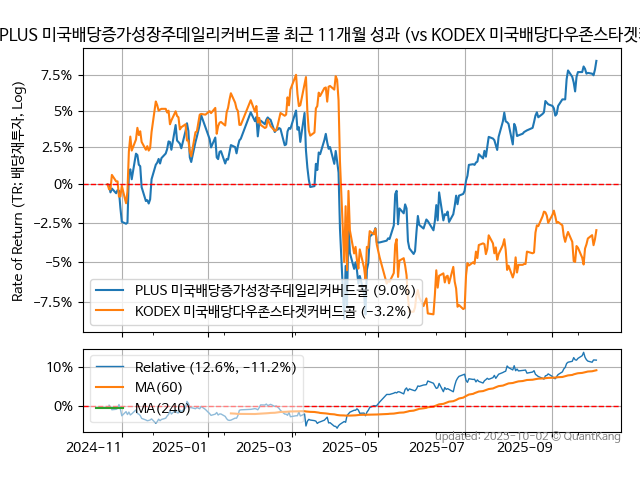 PLUS 미국배당증가성장주데일리커버드콜 최근 11개월 성과 (vs KODEX 미국배당다우존스타겟
Rate of Return (TR: 배당재투자, Log)
7.5%
5%
2.5%
0%
−2.5%
−5%
−7.5%
PLUS 미국배당증가성장주데일리커버드콜 (9.0%)
KODEX 미국배당다우존스타겟커버드콜 (−3.2%)
10%
0%
Relative (12.6%, −11.2%)
MA(60)
MA(240)
2024−11
2025−01
2025−03
2025−05
2025−07
2025−09
updated: 2025−10−02 © QuantKang